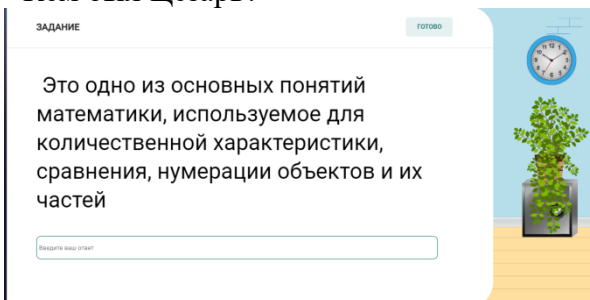 ЗАДАНИЕ
ГОТОВО
Это одно из основных понятий
математики, используемое для
количественной характеристики,
сравнения, нумерации объектов и их
частей
Введите ваш ответ